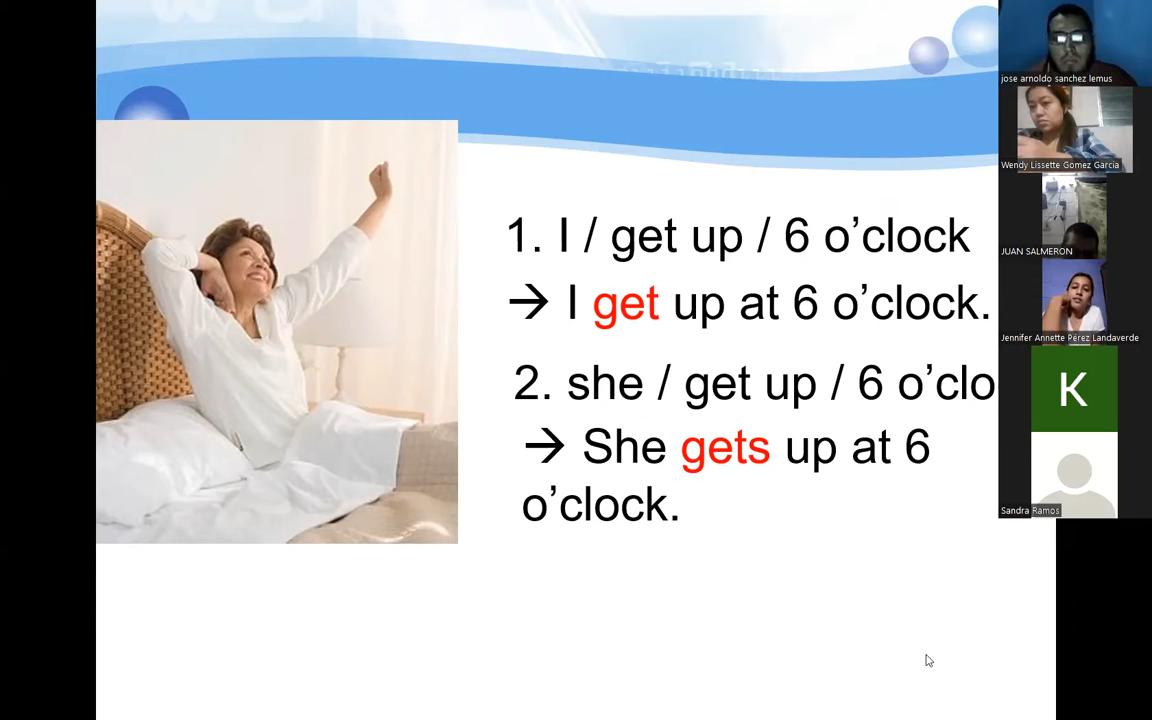 1. I / get up / 6 o’clock
→ I get up at 6 o’clock.
2. she / get up / 6 o’clo
→ She gets up at 6
o’clock.
jose arnoldo sanchez lemus
Wendy Lissette Gomez Garcia
JUAN SALMERON
Jennifer Annette Pérez Landaverde
K
Sandra Ramos